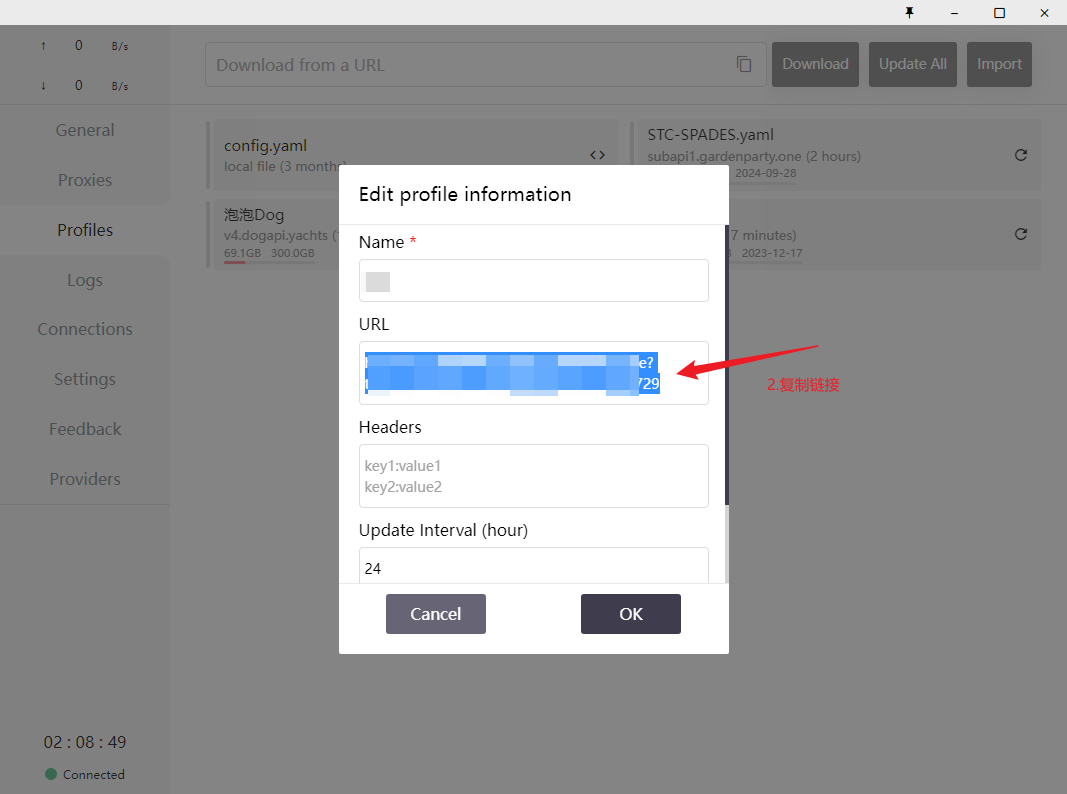 ↑ 0 B/s
↓ 0 B/s
General
Proxies
Profiles
Logs
Connections
Settings
Feedback
Providers
02 : 08 : 49
Connected
Download from a URL
Download
Update All
Import
config.yaml
local file (3 months
STC-SPADES.yaml
subapi1.gardenparty.one (2 hours)
2024-09-28
泡泡Dog
v4.dogapi.yachts (
69.1GB 300.0GB
7 minutes)
2023-12-17
Edit profile information
Name *
URL
e?
729
2.复制链接
Headers
key1:value1
key2:value2
Update Interval (hour)
24
Cancel
OK